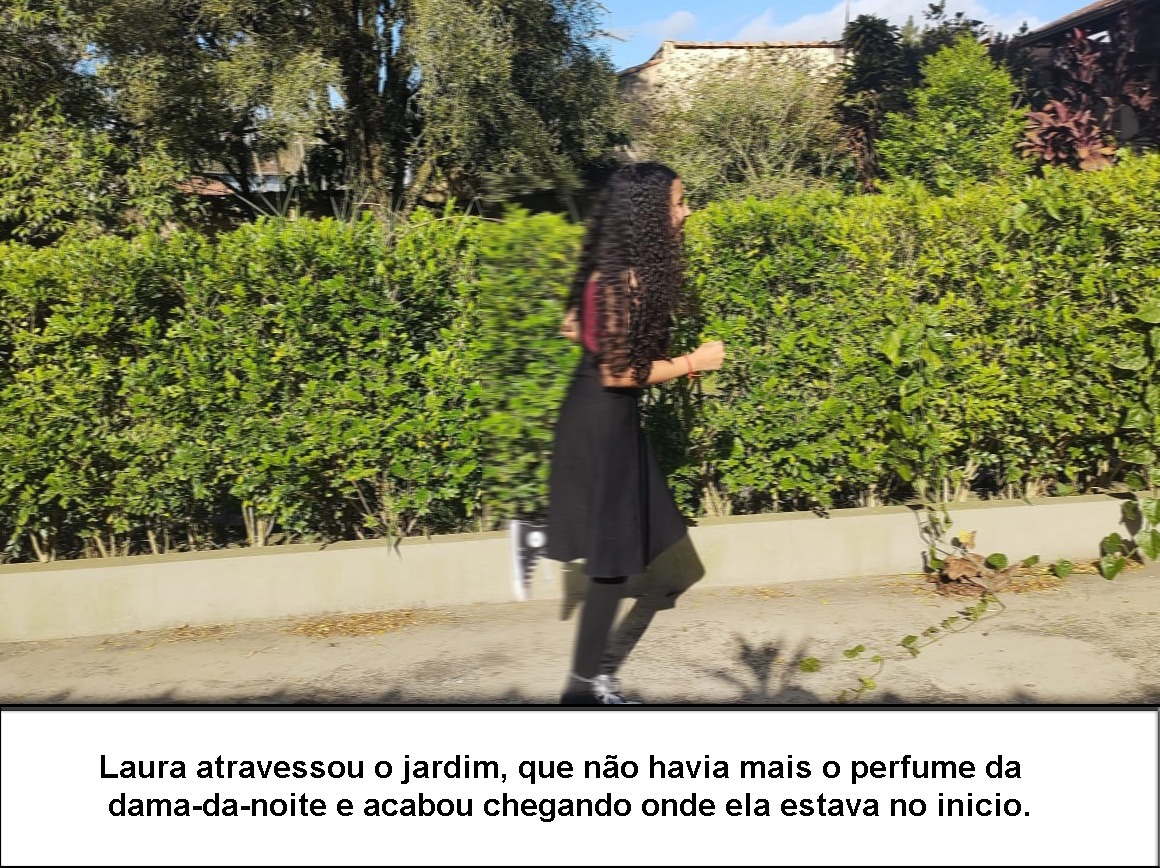 Laura atravessou o jardim, que não havia mais o perfume da
dama-da-noite e acabou chegando onde ela estava no inicio.